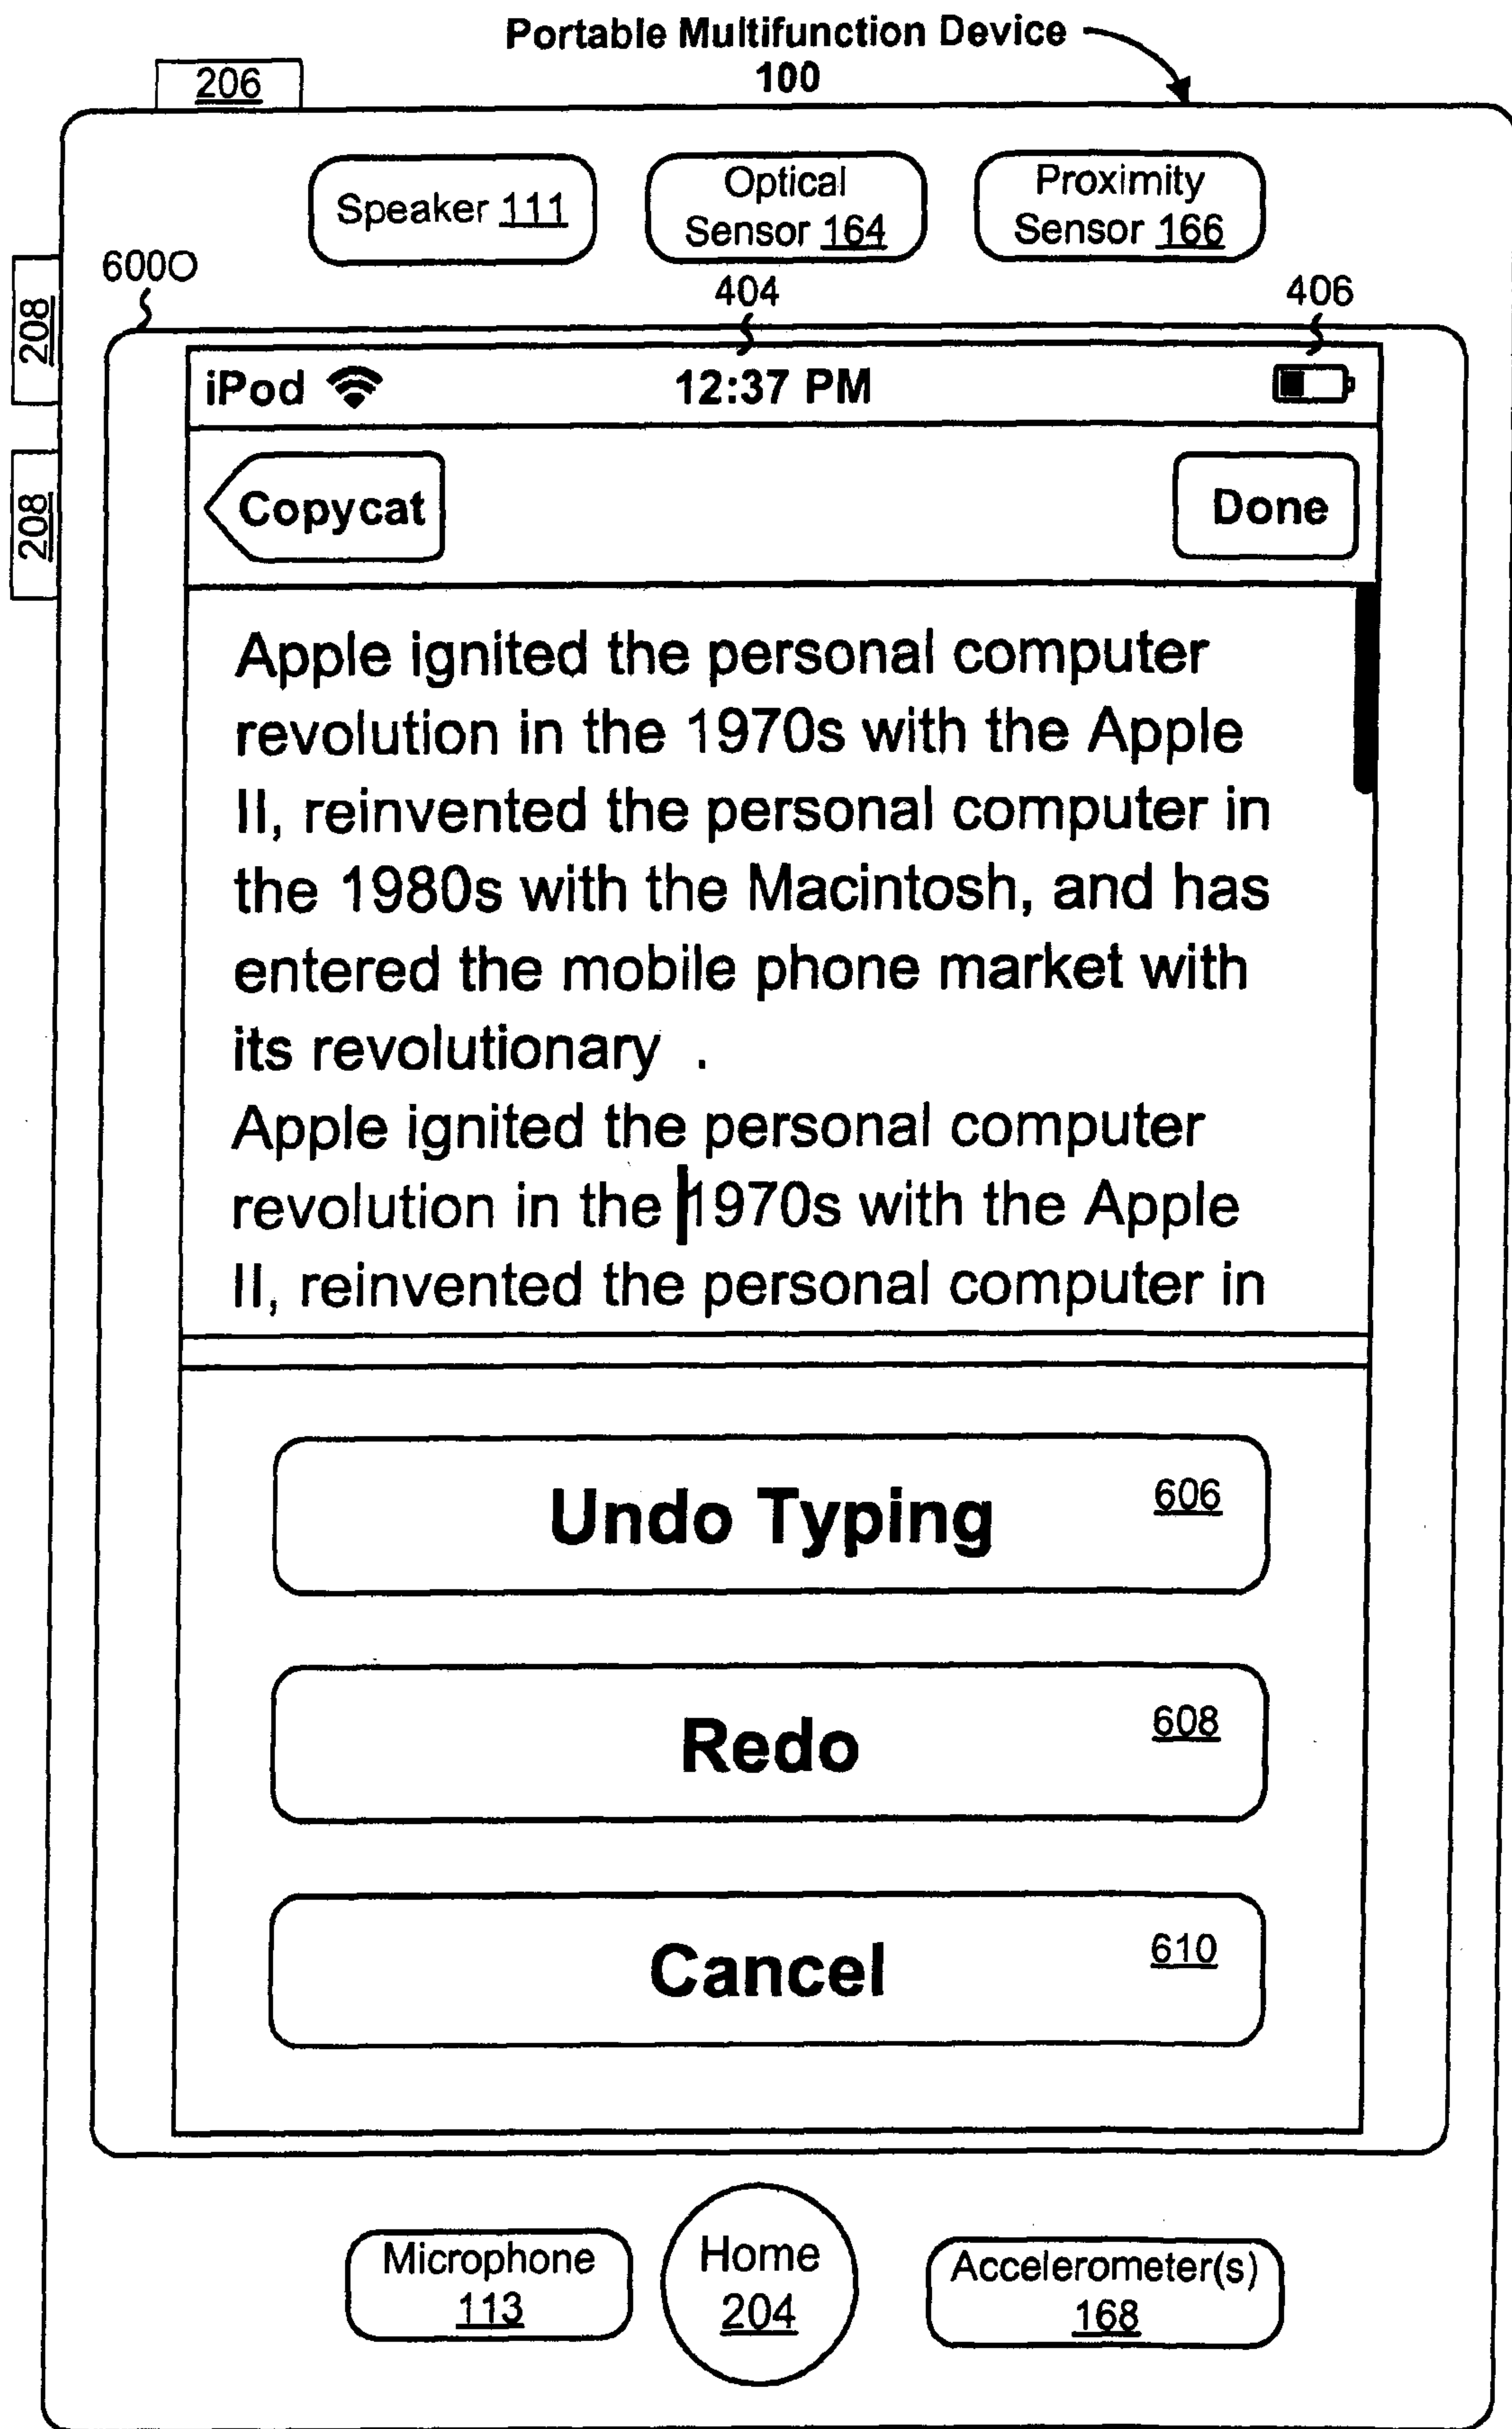 Portable Multifunction Device
100
206
Speaker 111
Optical
Sensor 164
Proximity
Sensor 166
208
208
600O
404
406
iPod
12:37 PM
Copycat
Done
Apple ignited the personal computer
revolution in the 1970s with the Apple
II, reinvented the personal computer in
the 1980s with the Macintosh, and has
entered the mobile phone market with
its revolutionary .
Apple ignited the personal computer
revolution in the 1970s with the Apple
II, reinvented the personal computer in
Undo Typing
606
Redo
608
Cancel
610
Microphone
113
Home
204
Accelerometer(s)
168